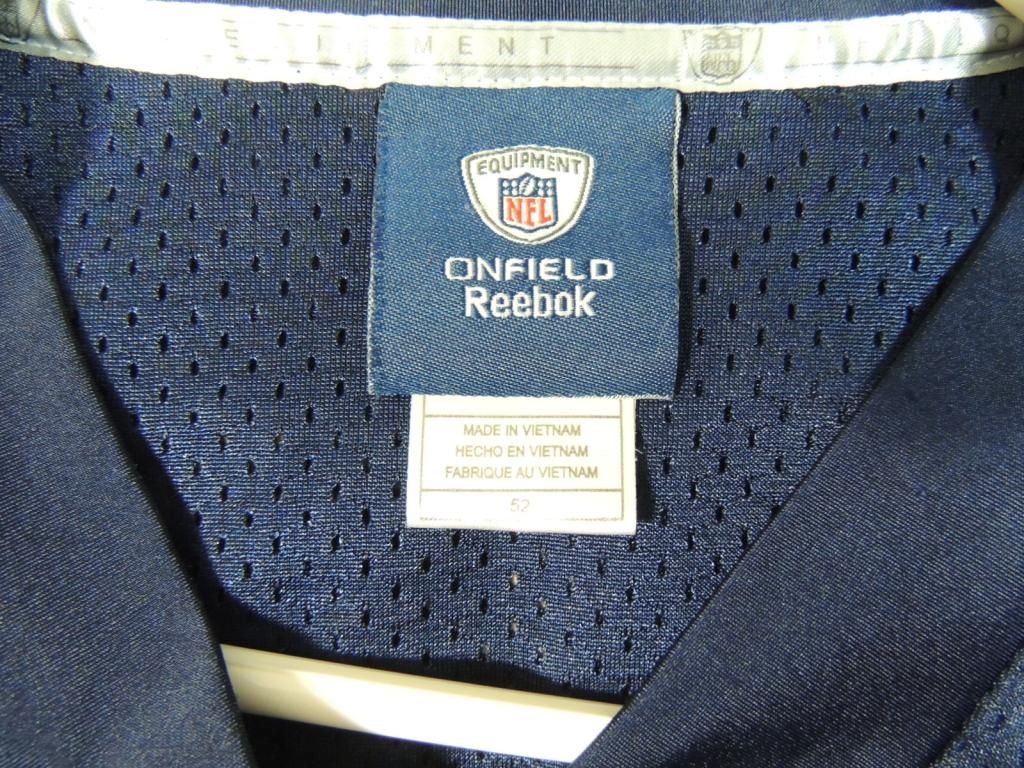 MENT
EQUIPMENT
NFL
ONFIELD
Reebok
MADE IN VIETNAM
HECHO EN VIETNAM
FABRIQUE AU VIETNAM
52